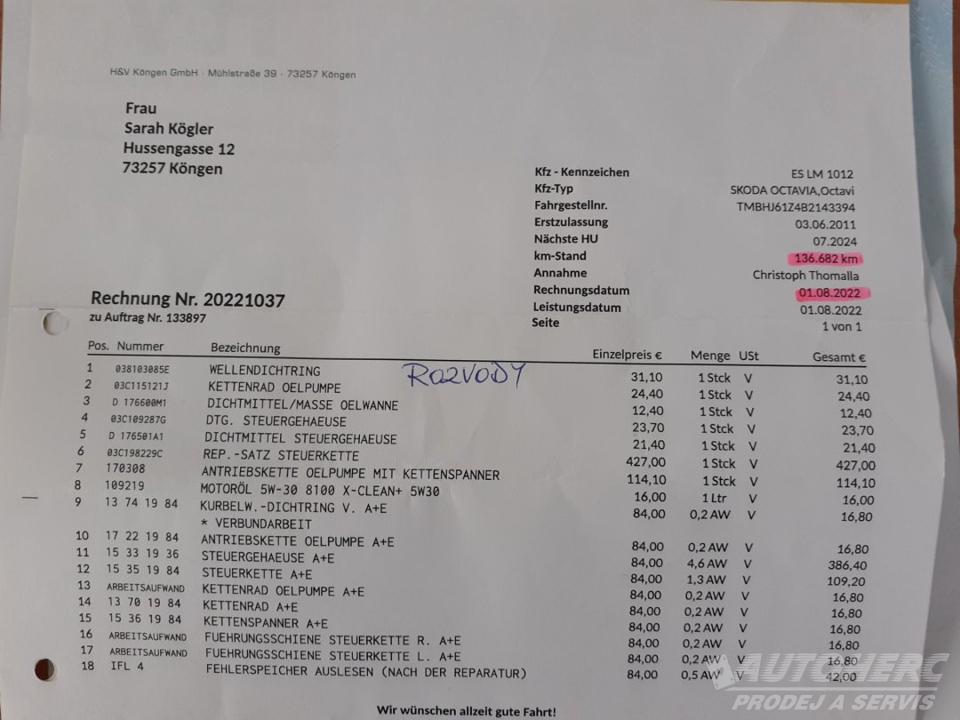 H&V Köngen GmbH · Mühlstraße 39 · 73257 Köngen
Frau
Sarah Kögler
Hussengasse 12
73257 Köngen
Kfz - Kennzeichen ES LM 1012
Kfz-Typ SKODA OCTAVIA,Octavi
Fahrgestellnr. TMBHJ61Z4B2143394
Erstzulassung 03.06.2011
Nächste HU 07.2024
km-Stand 136.682 km
Annahme Christoph Thomalla
Rechnungsdatum 01.08.2022
Leistungsdatum 01.08.2022
Seite 1 von 1
Rechnung Nr. 20221037
zu Auftrag Nr. 133897
Pos. Nummer Bezeichnung Einzelpreis € Menge USt Gesamt €
ROZVODY
1 038103085E WELLENDICHTRING 31,10 1 Stck V 31,10
2 03C115121J KETTENRAD OELPUMPE 24,40 1 Stck V 24,40
3 D 176600M1 DICHTMITTEL/MASSE OELWANNE 12,40 1 Stck V 12,40
4 03C109287G DTG. STEUERGEHAEUSE 23,70 1 Stck V 23,70
5 D 176501A1 DICHTMITTEL STEUERGEHAEUSE 21,40 1 Stck V 21,40
6 03C198229C REP.-SATZ STEUERKETTE 427,00 1 Stck V 427,00
7 170308 ANTRIEBSKETTE OELPUMPE MIT KETTENSPANNER 114,10 1 Stck V 114,10
8 109219 MOTORÖL 5W-30 8100 X-CLEAN+ 5W30 16,00 1 Ltr V 16,00
9 13 74 19 84 KURBELW.-DICHTRING V. A+E 84,00 0,2 AW V 16,80
* VERBUNDARBEIT
10 17 22 19 84 ANTRIEBSKETTE OELPUMPE A+E 84,00 0,2 AW V 16,80
11 15 33 19 36 STEUERGEHAEUSE A+E 84,00 4,6 AW V 386,40
12 15 35 19 84 STEUERKETTE A+E 84,00 1,3 AW V 109,20
13 ARBEITSAUFWAND KETTENRAD OELPUMPE A+E 84,00 0,2 AW V 16,80
14 13 70 19 84 KETTENRAD A+E 84,00 0,2 AW V 16,80
15 15 36 19 84 KETTENSPANNER A+E 84,00 0,2 AW V 16,80
16 ARBEITSAUFWAND FUEHRUNGSSCHIENE STEUERKETTE R. A+E 84,00 0,2 AW V 16,80
17 ARBEITSAUFWAND FUEHRUNGSSCHIENE STEUERKETTE L. A+E 84,00 0,2 AW V 16,80
18 IFL 4 FEHLERSPEICHER AUSLESEN (NACH DER REPARATUR) 84,00 0,5 AW V 42,00
Wir wünschen allzeit gute Fahrt!
AUTOVERC
PRODEJ A SERVIS